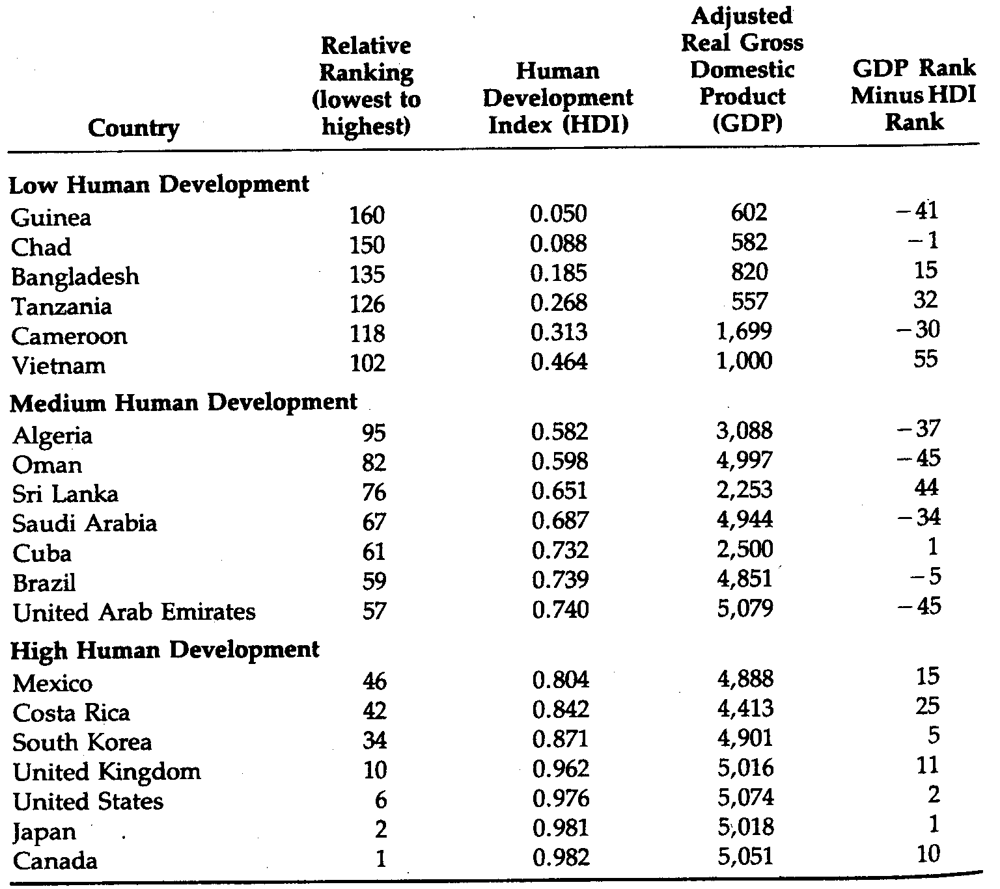 Country Relative Ranking (lowest to highest) Human Development Index (HDI) Adjusted Real Gross Domestic Product (GDP) GDP Rank Minus HDI Rank
Low Human Development
Guinea 160 0.050 602 −41
Chad 150 0.088 582 −1
Bangladesh 135 0.185 820 15
Tanzania 126 0.268 557 32
Cameroon 118 0.313 1,699 −30
Vietnam 102 0.464 1,000 55
Medium Human Development
Algeria 95 0.582 3,088 −37
Oman 82 0.598 4,997 −45
Sri Lanka 76 0.651 2,253 44
Saudi Arabia 67 0.687 4,944 −34
Cuba 61 0.732 2,500 1
Brazil 59 0.739 4,851 −5
United Arab Emirates 57 0.740 5,079 −45
High Human Development
Mexico 46 0.804 4,888 15
Costa Rica 42 0.842 4,413 25
South Korea 34 0.871 4,901 5
United Kingdom 10 0.962 5,016 11
United States 6 0.976 5,074 2
Japan 2 0.981 5,018 1
Canada 1 0.982 5,051 10